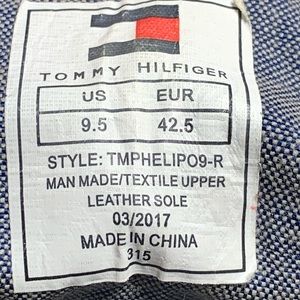 TOMMY HILFIGER
US EUR
9.5 42.5
STYLE: TMPHELIPO9-R
MAN MADE/TEXTILE UPPER
LEATHER SOLE
03/2017
MADE IN CHINA
315